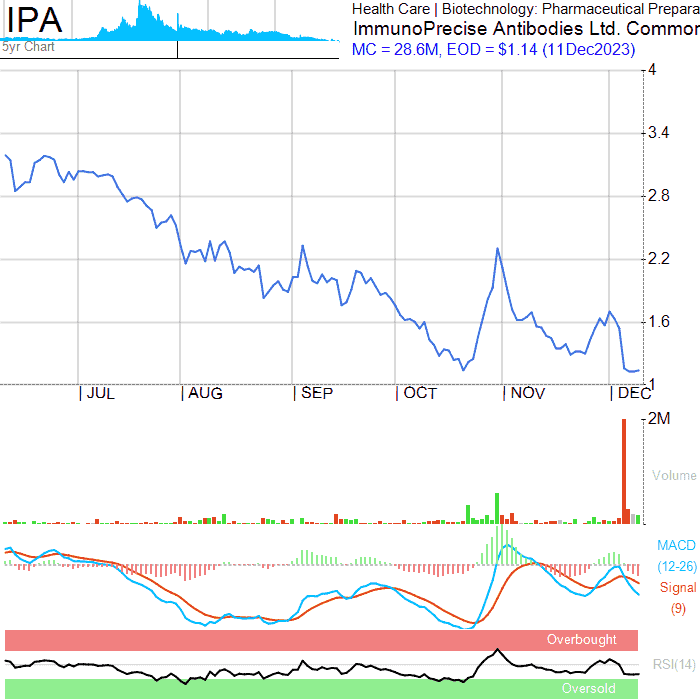 IPA
5yr Chart
Health Care | Biotechnology: Pharmaceutical Prepara
ImmunoPrecise Antibodies Ltd. Common
MC = 28.6M, EOD = $1.14 (11Dec2023)
4
3.4
2.8
2.2
1.6
1
JUL AUG SEP OCT NOV DEC
2M
Volume
MACD
(12-26)
Signal
(9)
Overbought
RSI(14)
Oversold